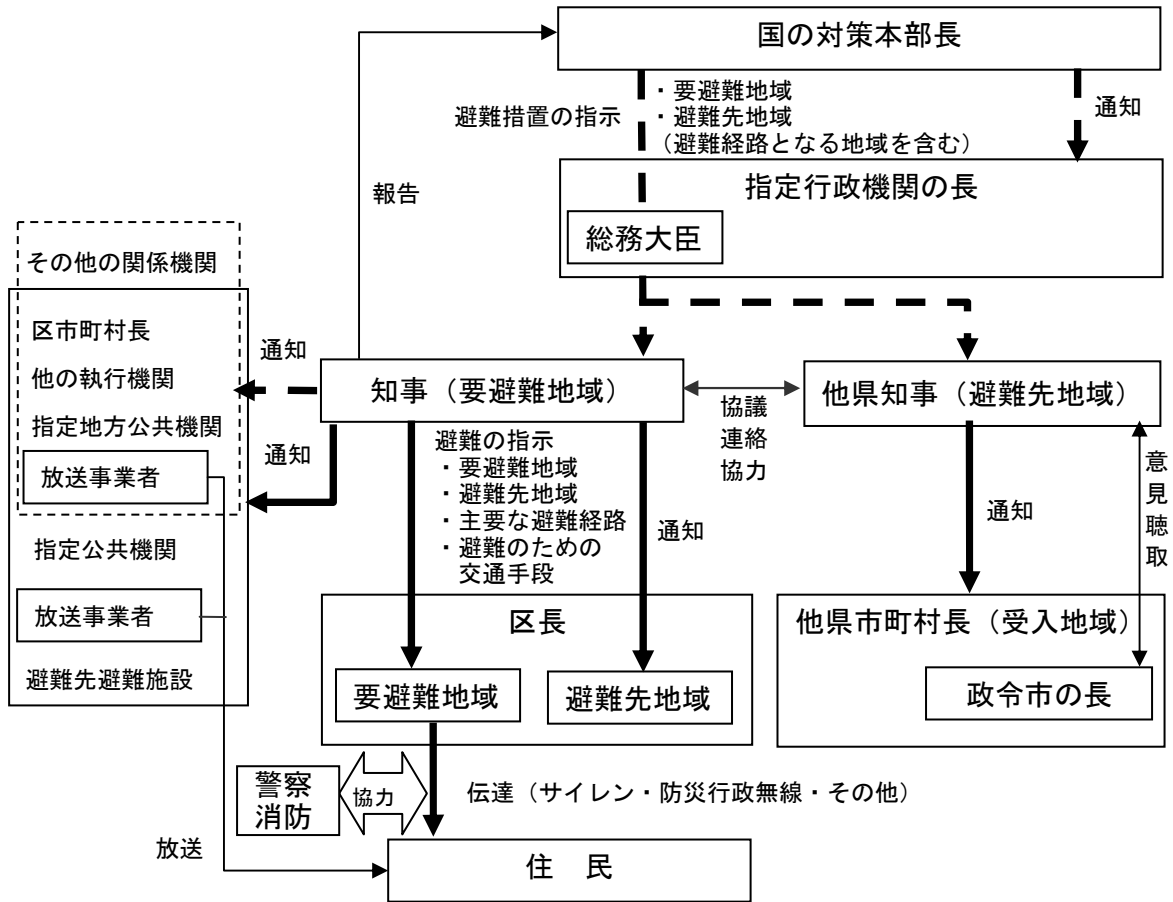 国の対策本部長
避難措置の指示
・要避難地域
・避難先地域
(避難経路となる地域を含む)
通知
指定行政機関の長
総務大臣
報告
その他の関係機関
区市町村長
他の執行機関
指定地方公共機関
放送事業者
指定公共機関
放送事業者
避難先避難施設
通知
通知
知事(要避難地域)
協議
連絡
協力
他県知事(避難先地域)
避難の指示
・要避難地域
・避難先地域
・主要な避難経路
・避難のための
交通手段
通知
通知
意見聴取
区長
要避難地域
避難先地域
他県市町村長(受入地域)
政令市の長
警察
消防
協力
伝達(サイレン・防災行政無線・その他)
放送
住 民